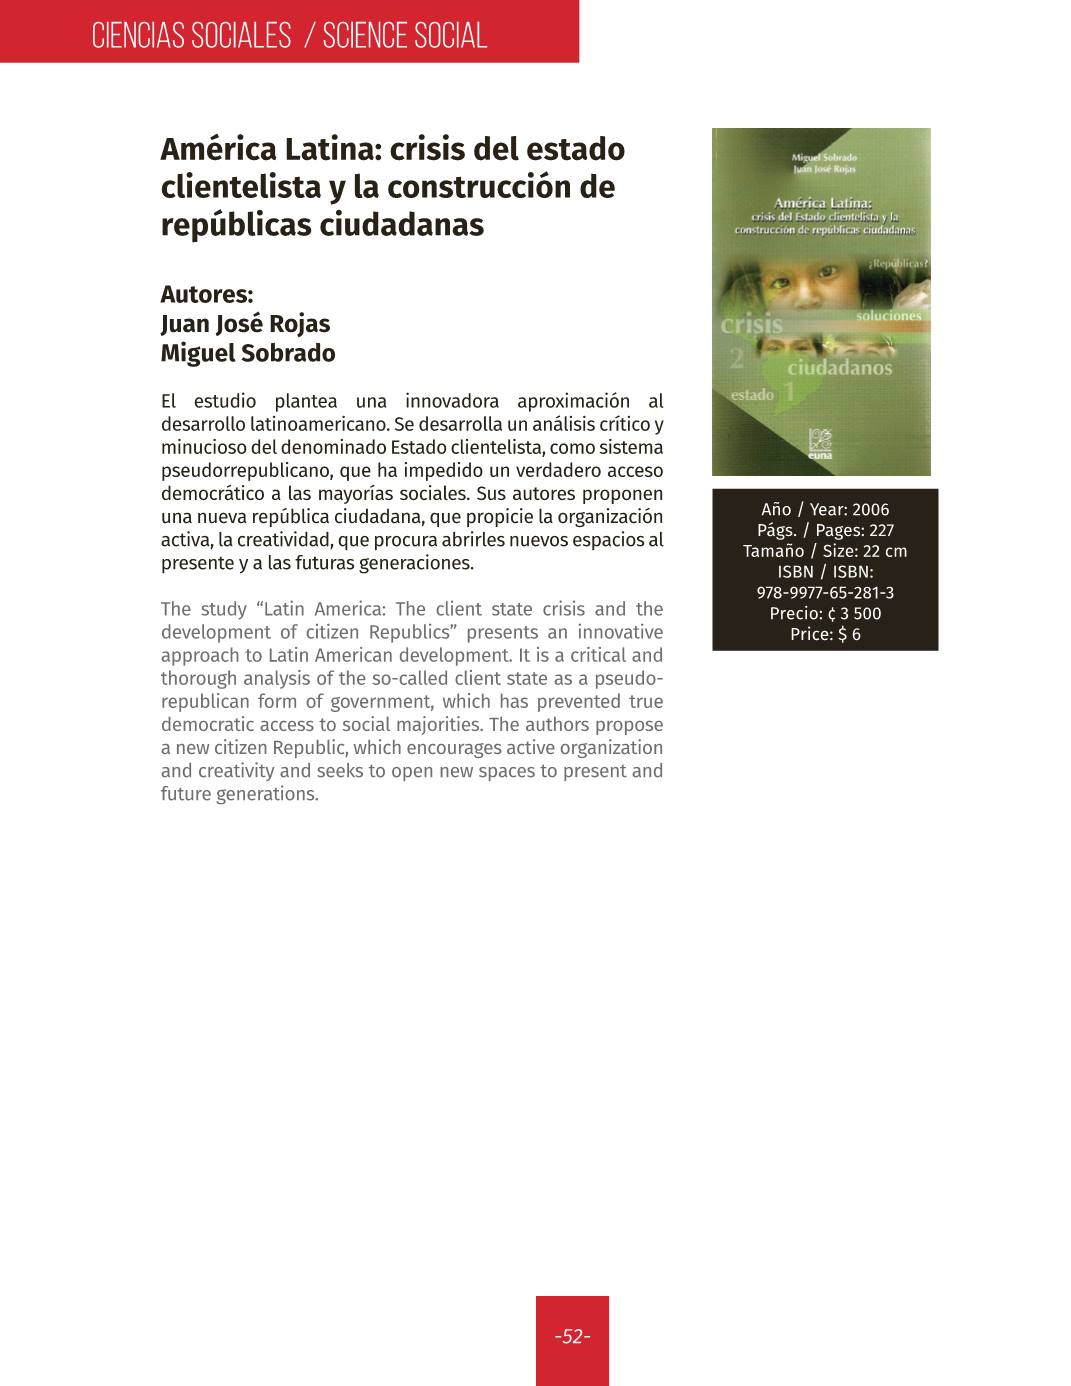 CIENCIAS SOCIALES / SCIENCE SOCIAL
América Latina: crisis del estado
clientelista y la construcción de
repúblicas ciudadanas
Autores:
Juan José Rojas
Miguel Sobrado
El estudio plantea una innovadora aproximación al
desarrollo latinoamericano. Se desarrolla un análisis crítico y
minucioso del denominado Estado clientelista, como sistema
pseudorrepublicano, que ha impedido un verdadero acceso
democrático a las mayorías sociales. Sus autores proponen
una nueva república ciudadana, que propicie la organización
activa, la creatividad, que procura abrirles nuevos espacios al
presente y a las futuras generaciones.
The study “Latin America: The client state crisis and the
development of citizen Republics” presents an innovative
approach to Latin American development. It is a critical and
thorough analysis of the so-called client state as a pseudo-
republican form of government, which has prevented true
democratic access to social majorities. The authors propose
a new citizen Republic, which encourages active organization
and creativity and seeks to open new spaces to present and
future generations.
Miguel Sobrado
Juan José Rojas
América Latina:
crisis del Estado clientelista y la
construcción de repúblicas ciudadanas
¿Repúblicas?
soluciones
crisis
2
ciudadanos
estado 1
euna
Año / Year: 2006
Págs. / Pages: 227
Tamaño / Size: 22 cm
ISBN / ISBN:
978-9977-65-281-3
Precio: ₡ 3 500
Price: $ 6
-52-